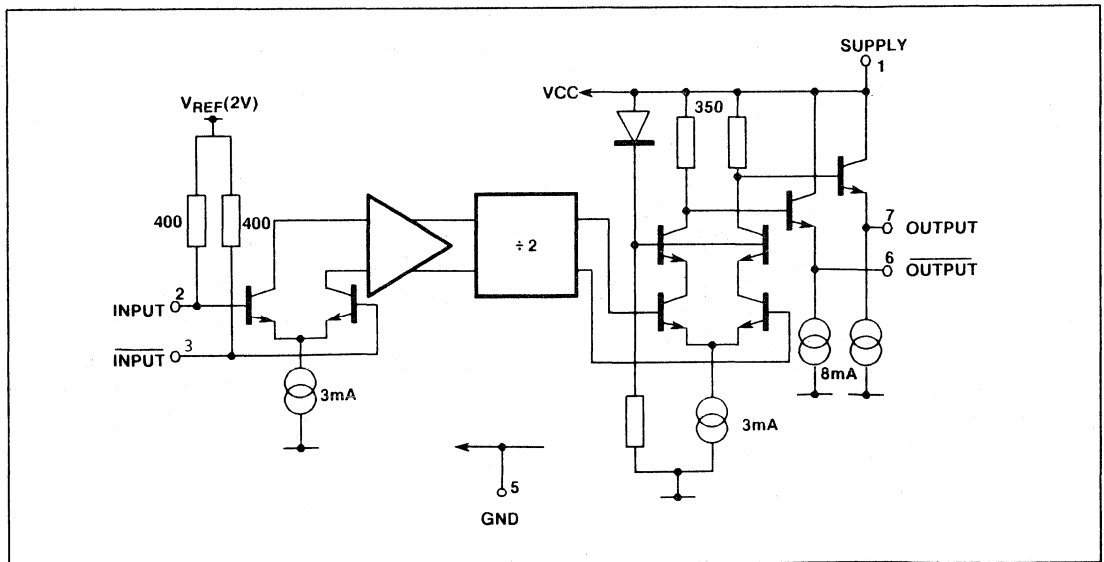 SUPPLY
1
VCC
VREF(2V)
350
400
400
÷ 2
7 OUTPUT
6 OUTPUT
INPUT 2
INPUT 3
3mA
8mA
3mA
5
GND